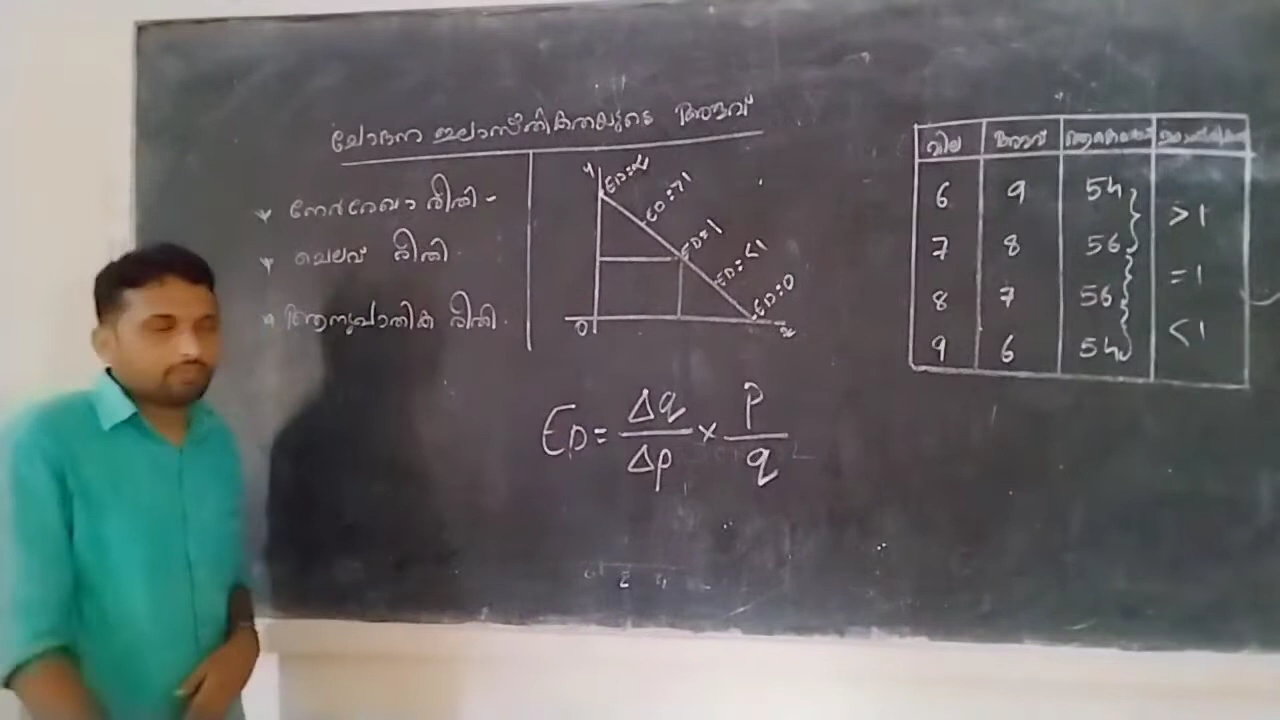 ചോദന ഇലാസ്തികതയുടെ അളവ്
നേർരേഖാ രീതി -
ചെലവ് രീതി.
ആനുപാതിക രീതി.
y
ED=∝
ED=>1
ED=1
ED=<1
ED=0
0
x
ED = Δq/Δp × P/q
വില അളവ്
6 9 54
>1
7 8 56
=1
8 7 56
<1
9 6 54